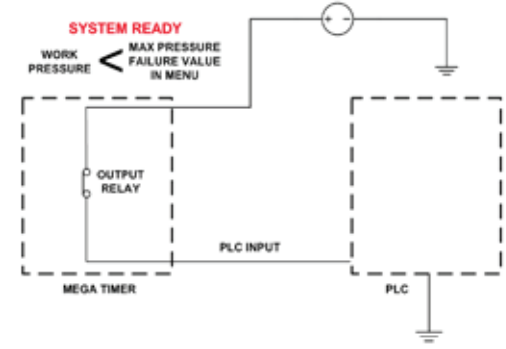 SYSTEM READY
WORK
PRESSURE
<
MAX PRESSURE
FAILURE VALUE
IN MENU
+ -
OUTPUT
RELAY
PLC INPUT
MEGA TIMER
PLC